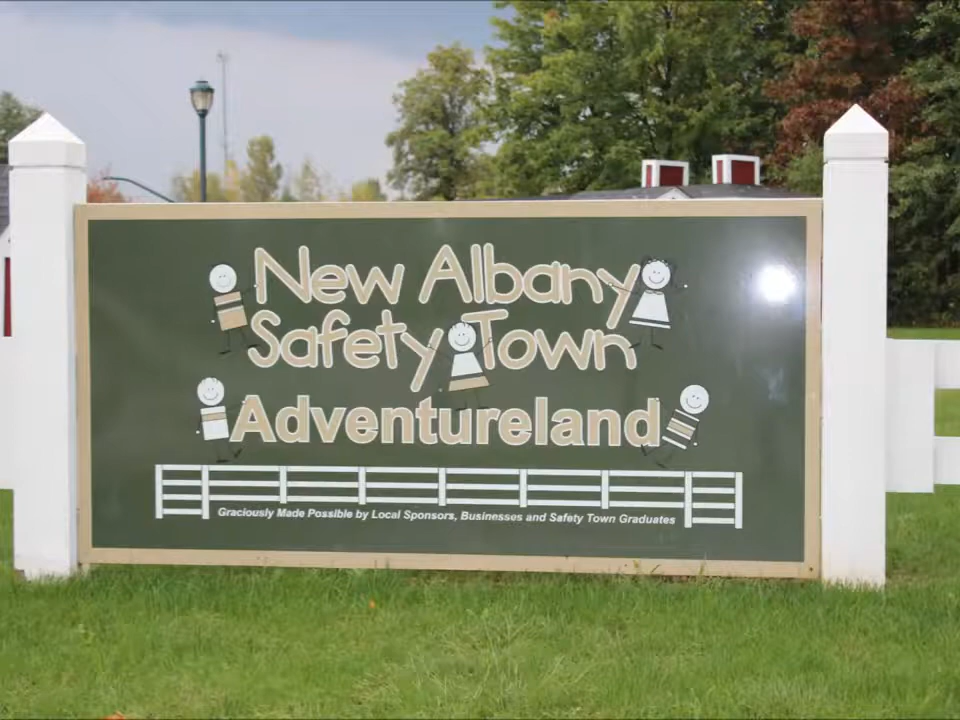 New Albany
Safety Town
Adventureland
Graciously Made Possible by Local Sponsors, Businesses and Safety Town Graduates